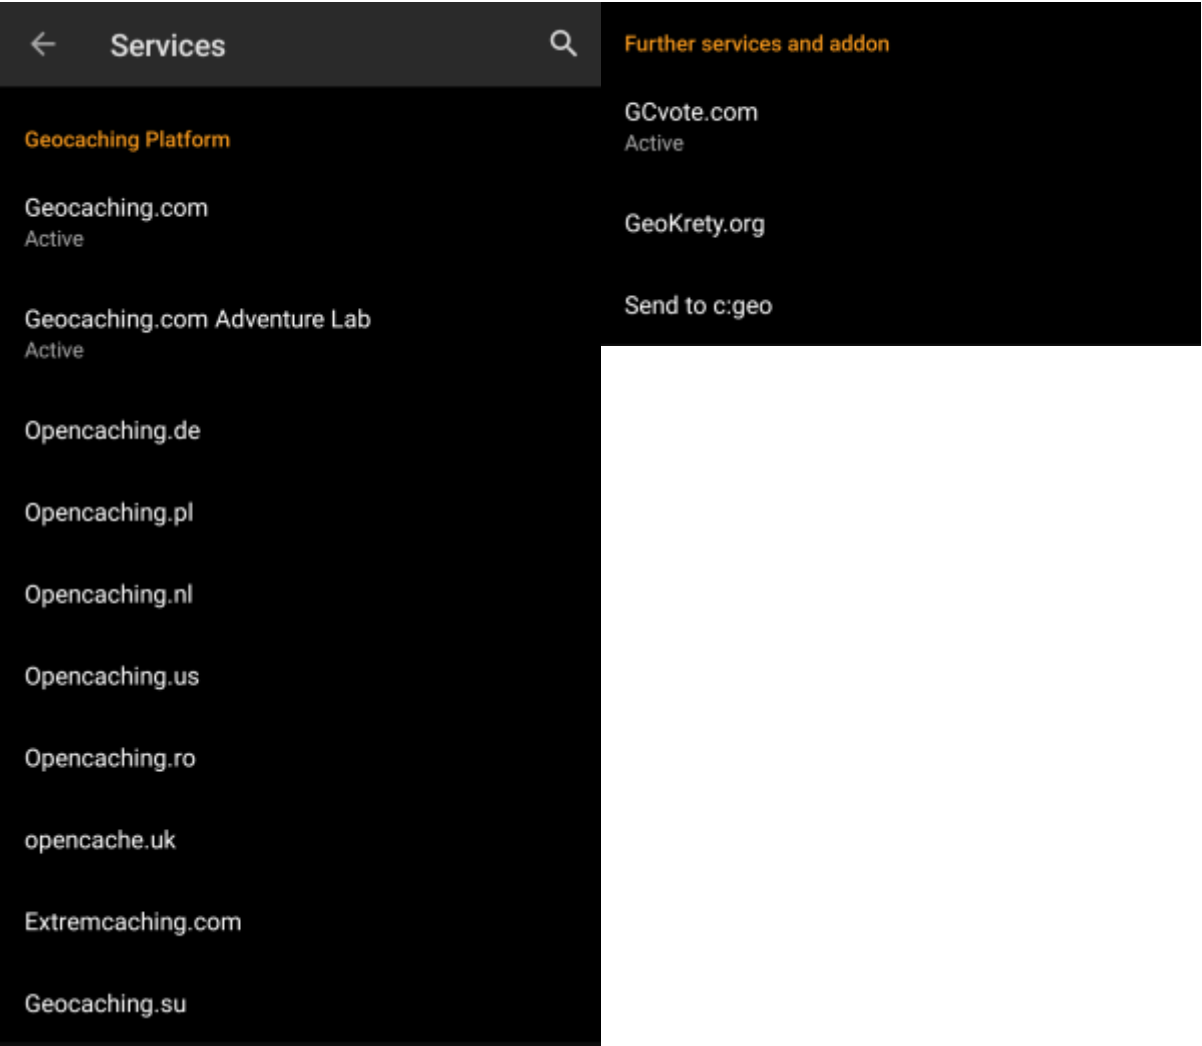 Services
Geocaching Platform
Geocaching.com
Active
Geocaching.com Adventure Lab
Active
Opencaching.de
Opencaching.pl
Opencaching.nl
Opencaching.us
Opencaching.ro
opencache.uk
Extremcaching.com
Geocaching.su
Further services and addon
GCvote.com
Active
GeoKrety.org
Send to c:geo